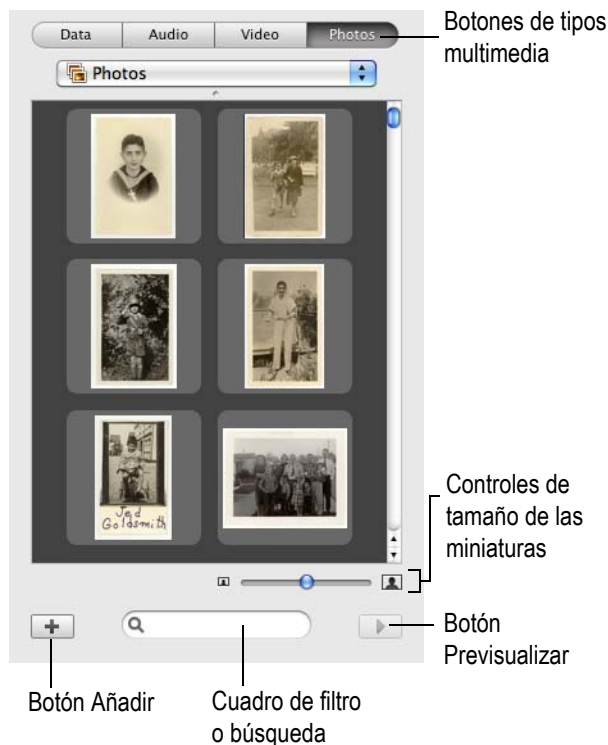 Data Audio Video Photos
Botones de tipos
multimedia
Photos
Jed
Goldsmith
Controles de
tamaño de las
miniaturas
Botón
Previsualizar
Botón Añadir
Cuadro de filtro
o búsqueda